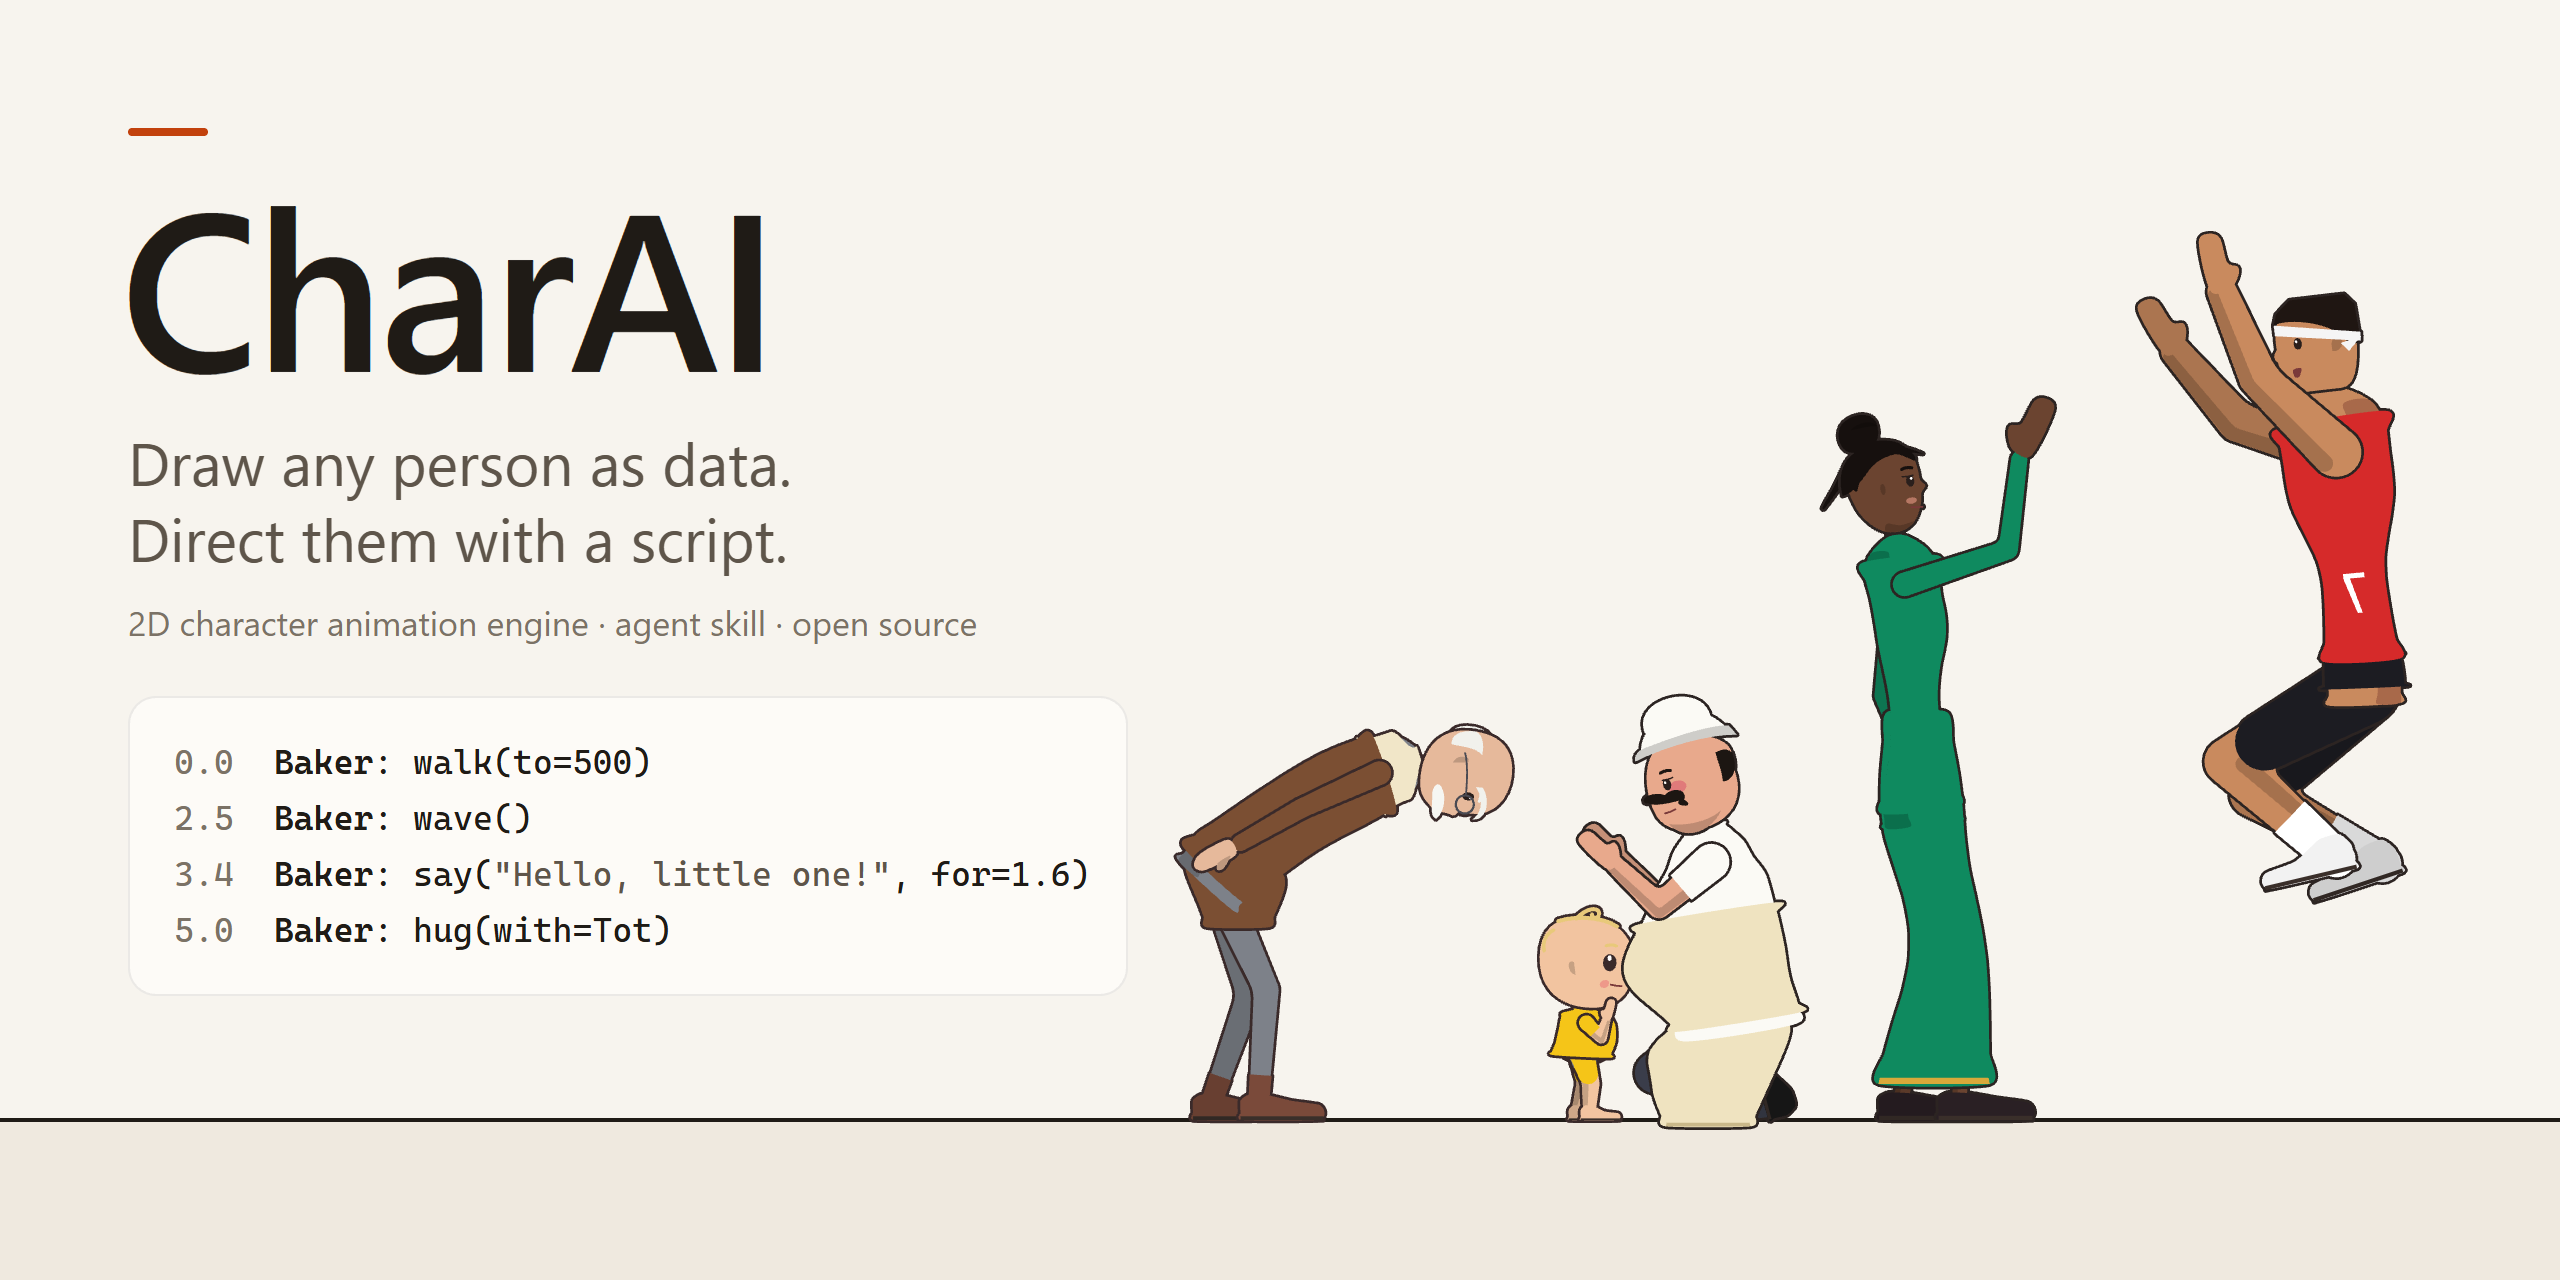 CharAI
Draw any person as data.
Direct them with a script.
2D character animation engine · agent skill · open source
0.0 Baker: walk(to=500)
2.5 Baker: wave()
3.4 Baker: say("Hello, little one!", for=1.6)
5.0 Baker: hug(with=Tot)
7